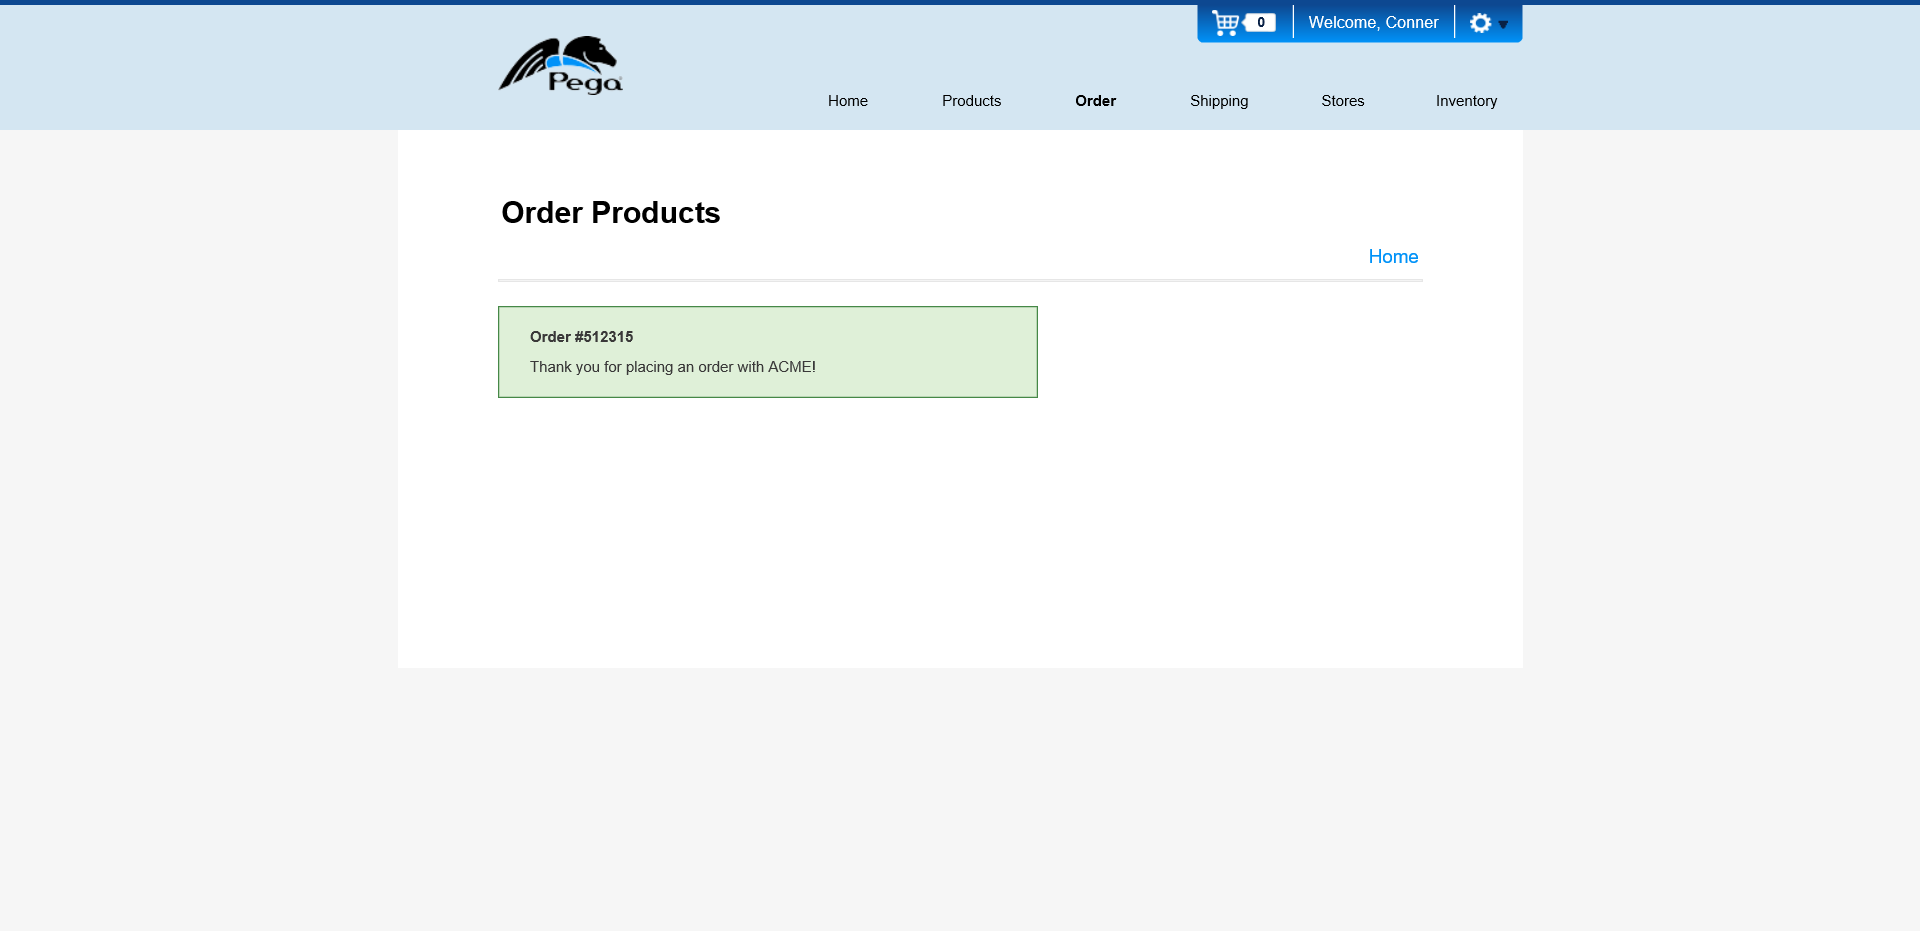 0
Welcome, Conner
Pega
Home
Products
Order
Shipping
Stores
Inventory
Order Products
Home
Order #512315
Thank you for placing an order with ACME!